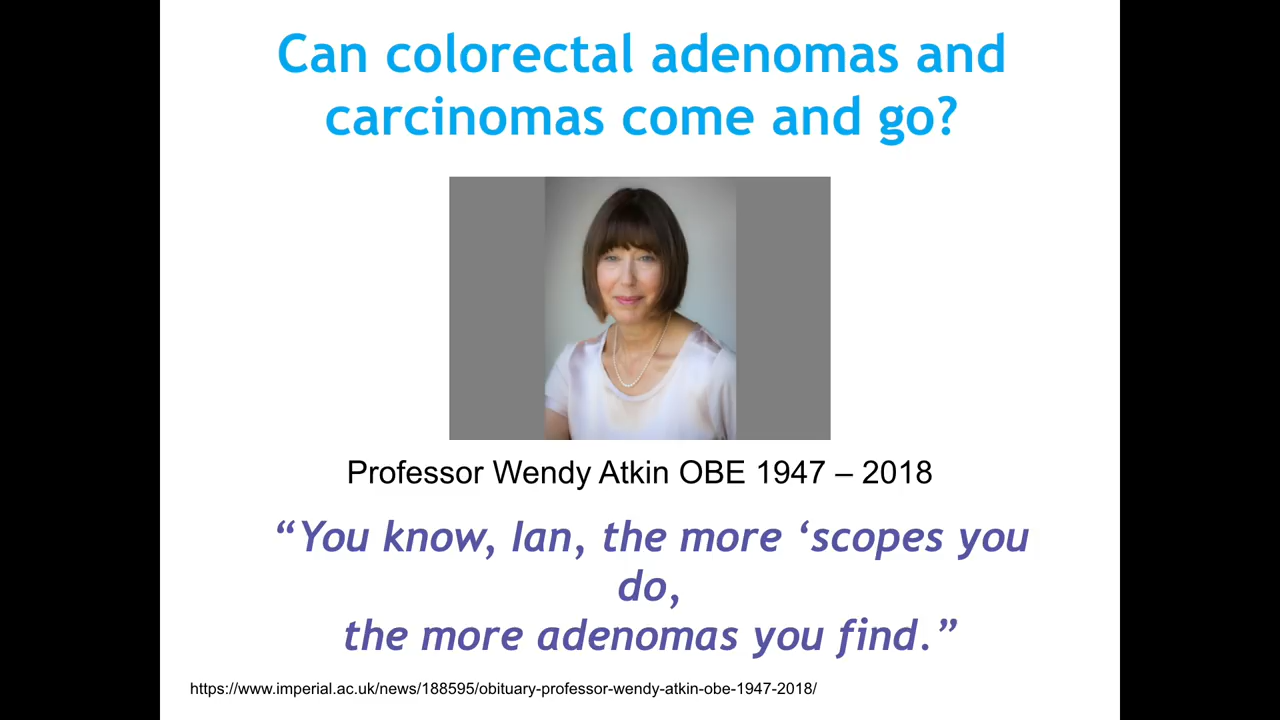 Can colorectal adenomas and
carcinomas come and go?
Professor Wendy Atkin OBE 1947 – 2018
“You know, Ian, the more ‘scopes you
do,
the more adenomas you find.”
https://www.imperial.ac.uk/news/188595/obituary-professor-wendy-atkin-obe-1947-2018/